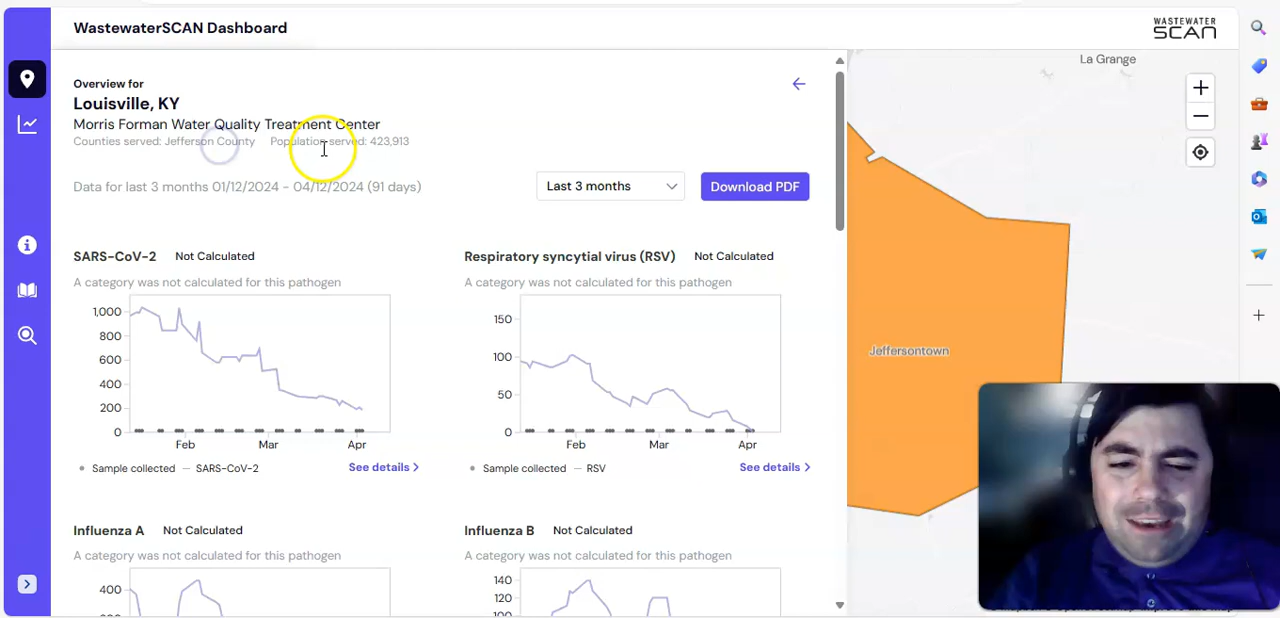 WastewaterSCAN Dashboard
WASTEWATER
SCAN
Overview for
Louisville, KY
Morris Forman Water Quality Treatment Center
Counties served: Jefferson County Population served: 423,913
Data for last 3 months 01/12/2024 - 04/12/2024 (91 days)
Last 3 months
Download PDF
SARS-CoV-2 Not Calculated
A category was not calculated for this pathogen
1,000
800
600
400
200
0
Feb Mar Apr
Sample collected SARS-CoV-2
See details
Respiratory syncytial virus (RSV) Not Calculated
A category was not calculated for this pathogen
150
100
50
0
Feb Mar Apr
Sample collected RSV
See details
Influenza A Not Calculated
A category was not calculated for this pathogen
400
Influenza B Not Calculated
A category was not calculated for this pathogen
140
120
La Grange
Jeffersontown